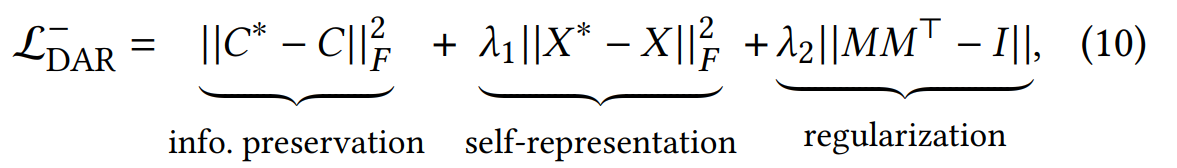 ℒ⁻_DAR = ||C* − C||²_F + λ₁||X* − X||²_F + λ₂||MM^⊤ − I||, (10)
info. preservation self-representation regularization